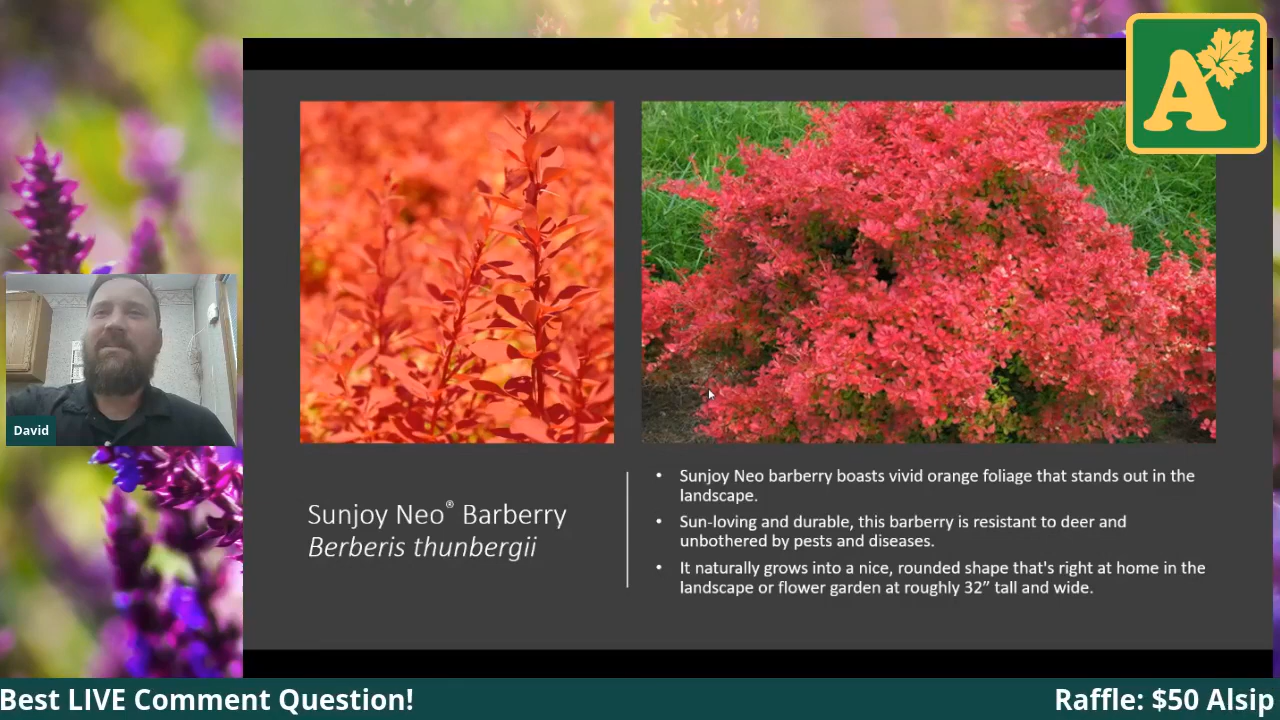 A
David
Sunjoy Neo® Barberry
Berberis thunbergii
• Sunjoy Neo barberry boasts vivid orange foliage that stands out in the
landscape.
• Sun-loving and durable, this barberry is resistant to deer and
unbothered by pests and diseases.
• It naturally grows into a nice, rounded shape that's right at home in the
landscape or flower garden at roughly 32” tall and wide.
Best LIVE Comment Question!
Raffle: $50 Alsip